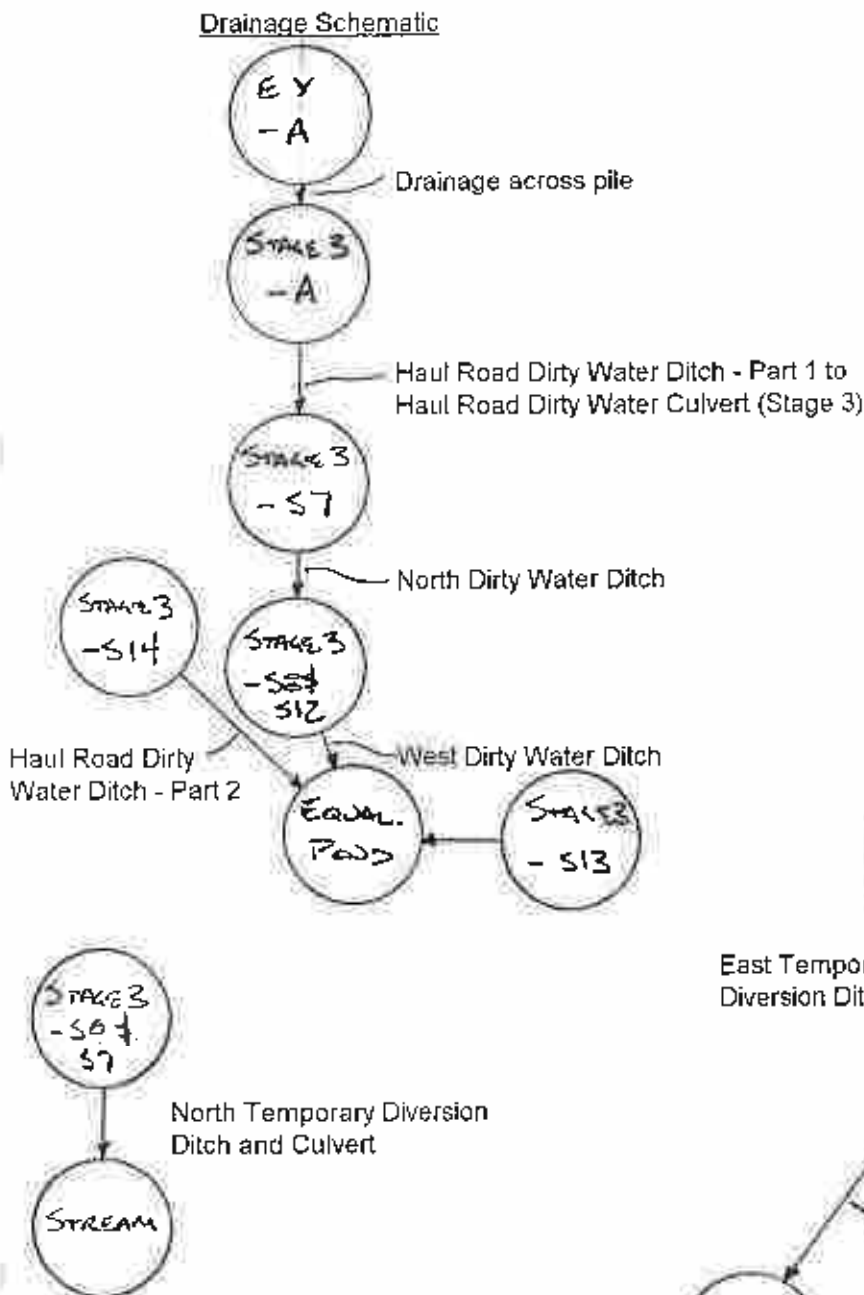 Drainage Schematic
EX
- A
Drainage across pile
STAGE 3
- A
Haul Road Dirty Water Ditch - Part 1 to
Haul Road Dirty Water Culvert (Stage 3)
STAGE 3
- S7
North Dirty Water Ditch
STAGE 3
- S14
STAGE 3
- S8 &
S12
Haul Road Dirty
Water Ditch - Part 2
West Dirty Water Ditch
EQUAL.
POND
STAGE 3
- S13
East Tempor
Diversion Dit
STAGE 3
- S6 &
S7
North Temporary Diversion
Ditch and Culvert
STREAM